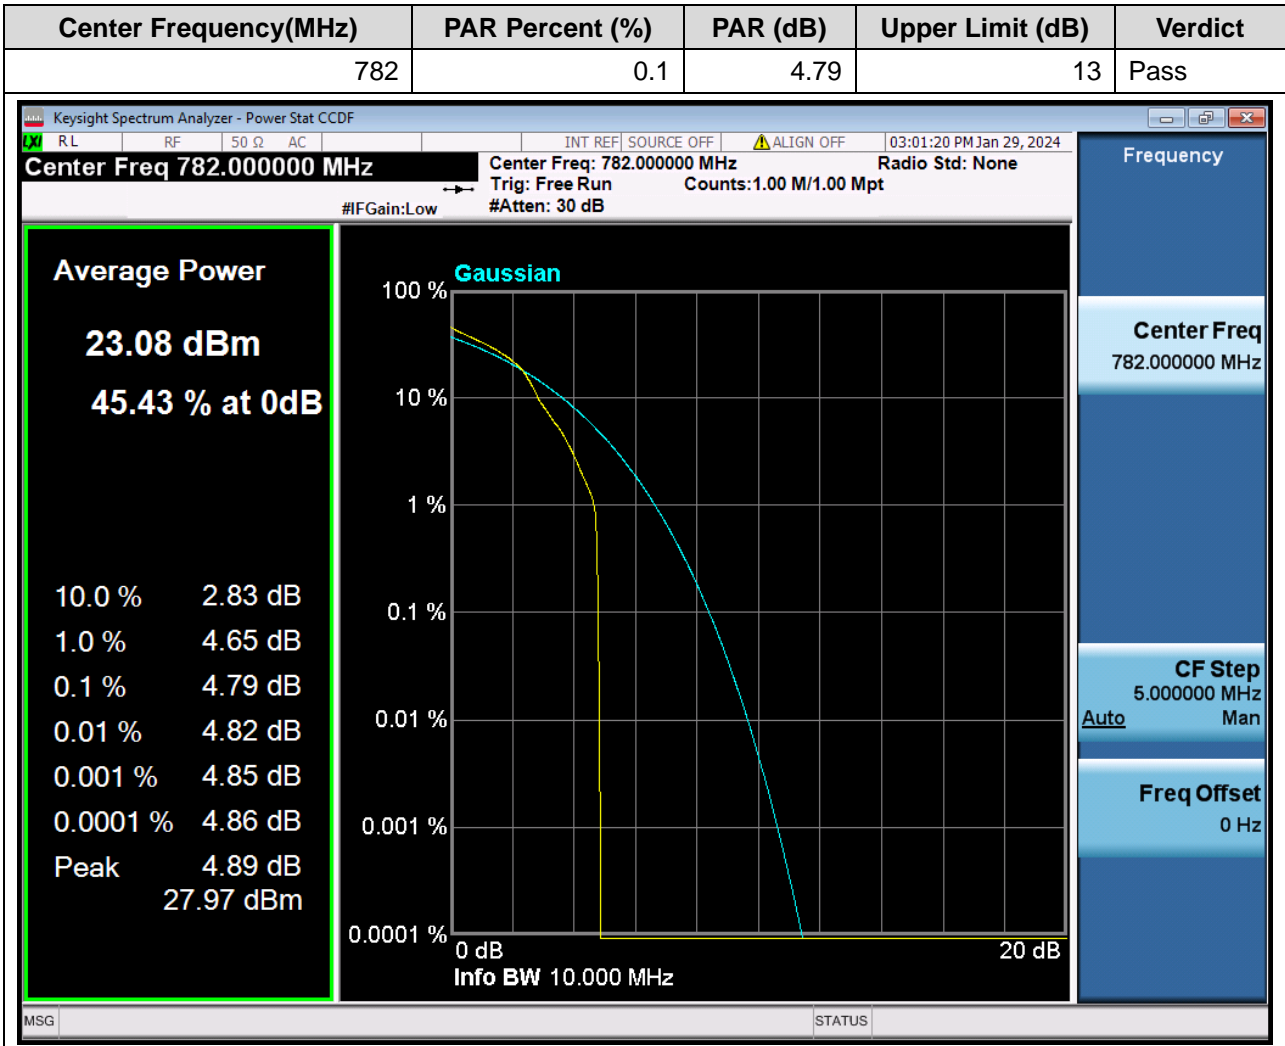 Center Frequency(MHz) PAR Percent (%) PAR (dB) Upper Limit (dB) Verdict
782 0.1 4.79 13 Pass
Keysight Spectrum Analyzer - Power Stat CCDF
LXI RL RF 50 Ω AC INT REF SOURCE OFF ALIGN OFF 03:01:20 PM Jan 29, 2024
Center Freq 782.000000 MHz
Center Freq: 782.000000 MHz Radio Std: None
Trig: Free Run Counts:1.00 M/1.00 Mpt
#IFGain:Low #Atten: 30 dB
Average Power
23.08 dBm
45.43 % at 0dB
10.0 % 2.83 dB
1.0 % 4.65 dB
0.1 % 4.79 dB
0.01 % 4.82 dB
0.001 % 4.85 dB
0.0001 % 4.86 dB
Peak 4.89 dB
27.97 dBm
Gaussian
100 %
10 %
1 %
0.1 %
0.01 %
0.001 %
0.0001 %
0 dB 20 dB
Info BW 10.000 MHz
Frequency
Center Freq
782.000000 MHz
CF Step
5.000000 MHz
Auto Man
Freq Offset
0 Hz
MSG STATUS